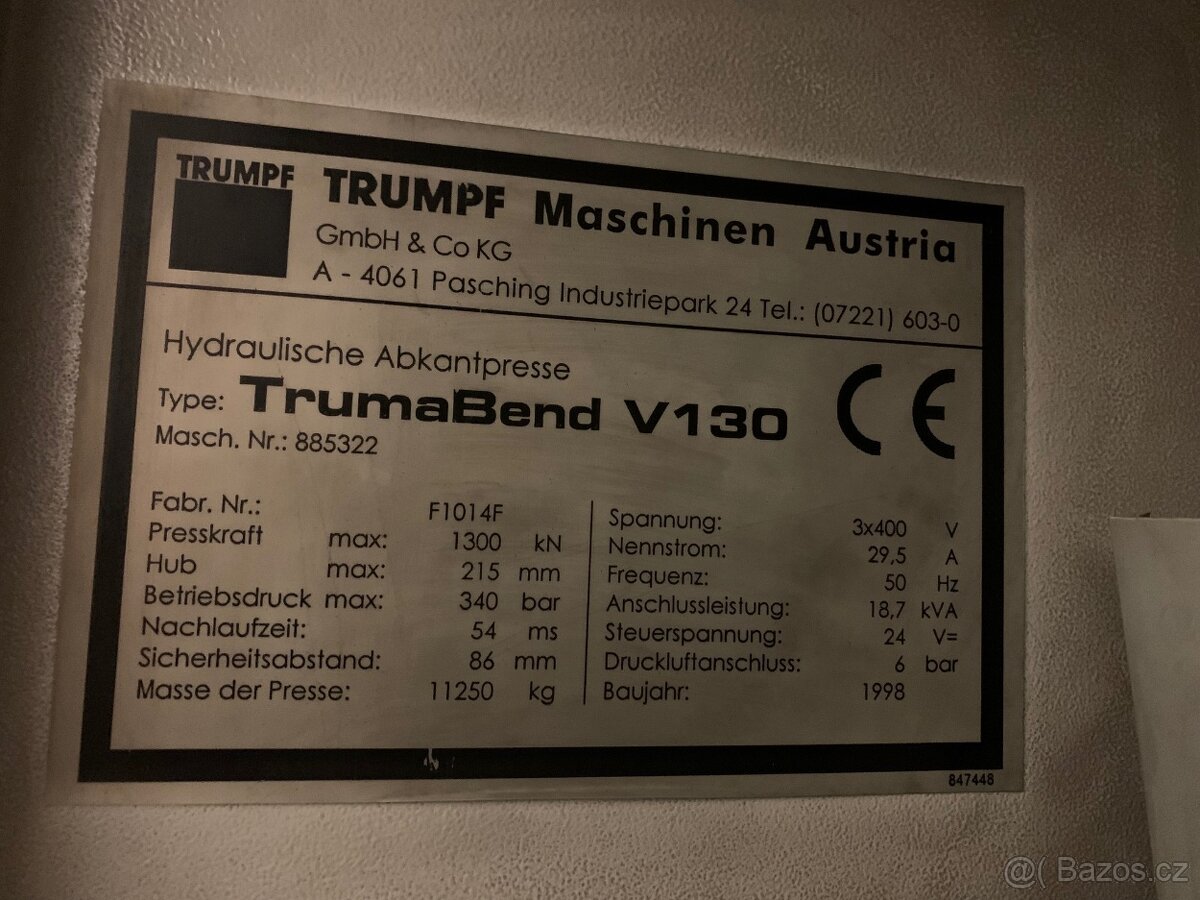 TRUMPF
TRUMPF Maschinen Austria
GmbH & Co KG
A - 4061 Pasching Industriepark 24 Tel.: (07221) 603-0
Hydraulische Abkantpresse
Type: TrumaBend V130
CE
Masch. Nr.: 885322
Fabr. Nr.: F1014F
Presskraft max: 1300 kN
Hub max: 215 mm
Betriebsdruck max: 340 bar
Nachlaufzeit: 54 ms
Sicherheitsabstand: 86 mm
Masse der Presse: 11250 kg
Spannung: 3x400 V
Nennstrom: 29,5 A
Frequenz: 50 Hz
Anschlussleistung: 18,7 kVA
Steuerspannung: 24 V=
Druckluftanschluss: 6 bar
Baujahr: 1998
847448
@( Bazos.cz